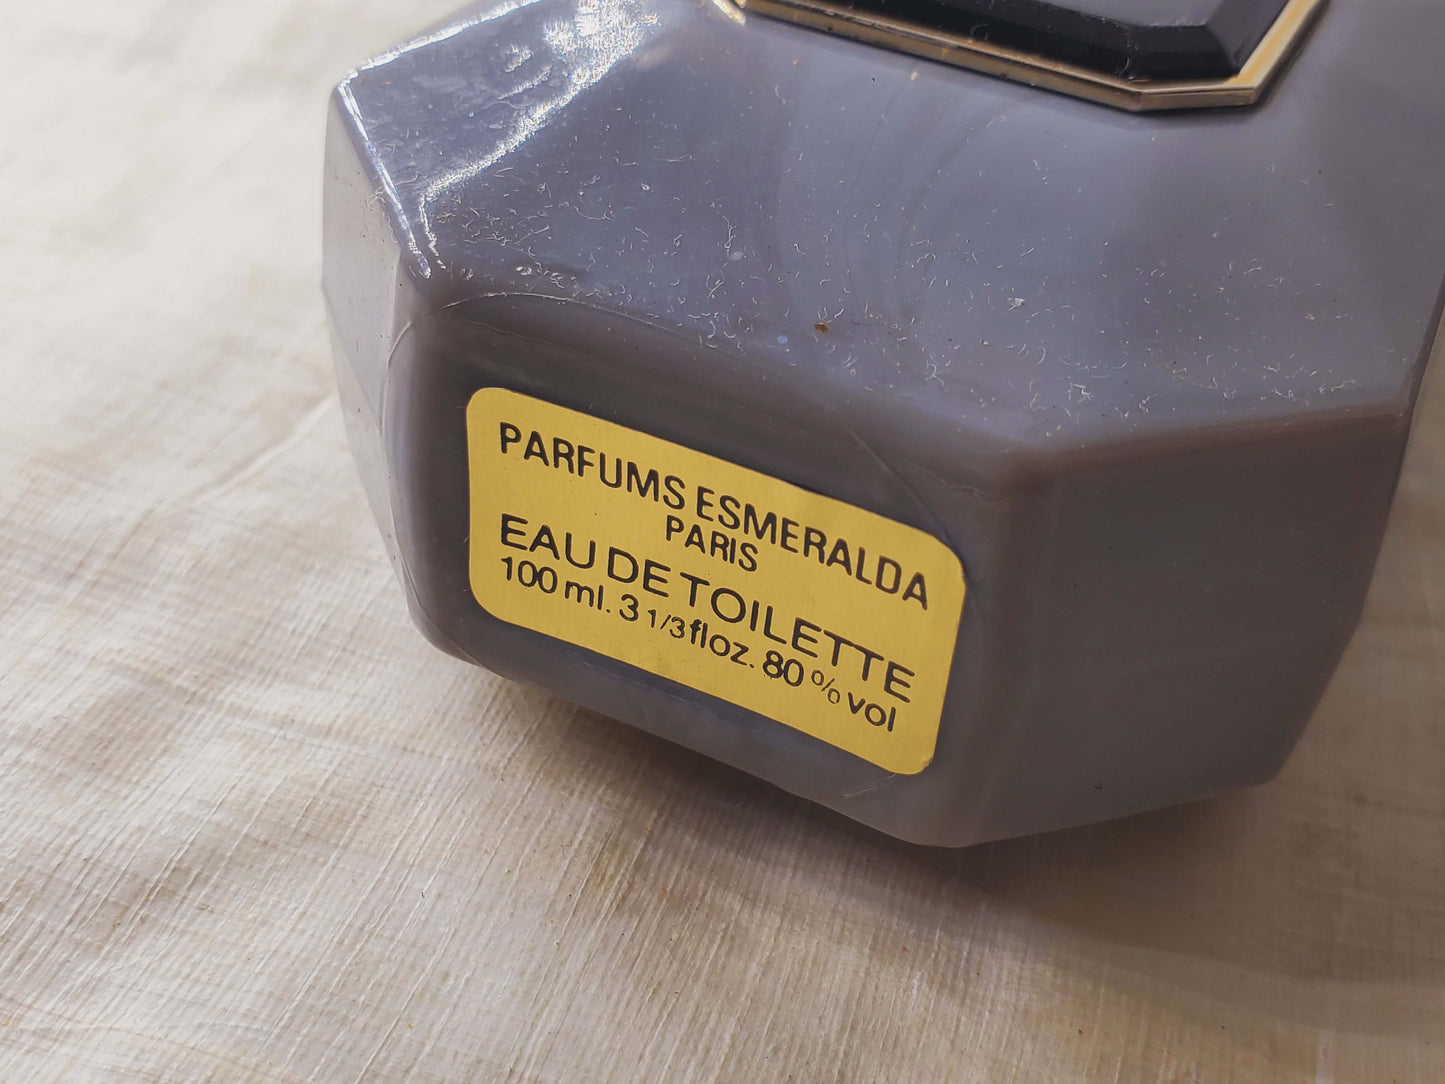 PARFUMS ESMERALDA
PARIS
EAU DE TOILETTE
100 ml. 3 1/3 fl oz. 80 % vol